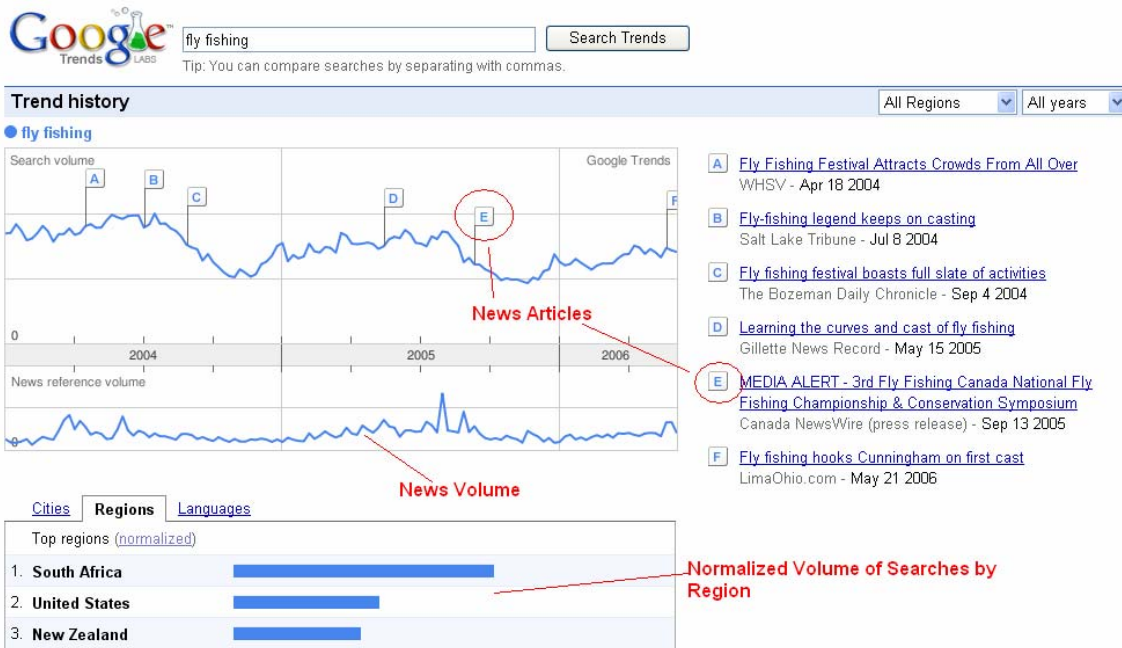 Google™
Trends LABS
fly fishing
Search Trends
Tip: You can compare searches by separating with commas.
Trend history
All Regions
All years
fly fishing
Search volume
Google Trends
A
B
C
D
E
F
News Articles
0
2004
2005
2006
News reference volume
0
News Volume
A Fly Fishing Festival Attracts Crowds From All Over
WHSV - Apr 18 2004
B Fly-fishing legend keeps on casting
Salt Lake Tribune - Jul 8 2004
C Fly fishing festival boasts full slate of activities
The Bozeman Daily Chronicle - Sep 4 2004
D Learning the curves and cast of fly fishing
Gillette News Record - May 15 2005
E MEDIA ALERT - 3rd Fly Fishing Canada National Fly
Fishing Championship & Conservation Symposium
Canada NewsWire (press release) - Sep 13 2005
F Fly fishing hooks Cunningham on first cast
LimaOhio.com - May 21 2006
Cities Regions Languages
Top regions (normalized)
1. South Africa
2. United States
3. New Zealand
Normalized Volume of Searches by
Region